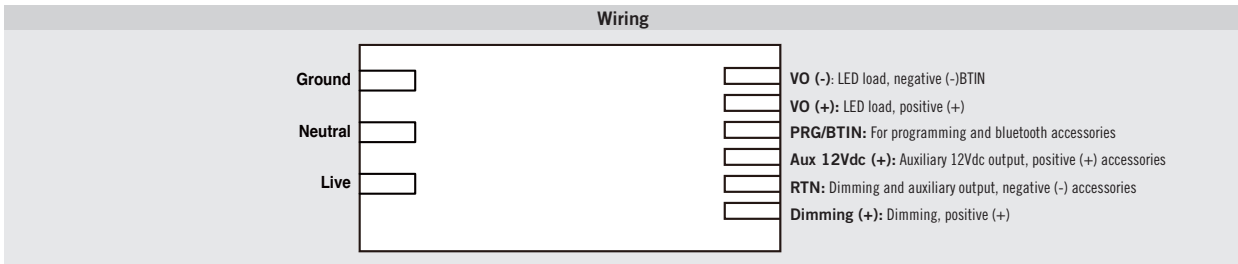 Wiring
Ground
Neutral
Live
VO (-): LED load, negative (-)BTIN
VO (+): LED load, positive (+)
PRG/BTIN: For programming and bluetooth accessories
Aux 12Vdc (+): Auxiliary 12Vdc output, positive (+) accessories
RTN: Dimming and auxiliary output, negative (-) accessories
Dimming (+): Dimming, positive (+)